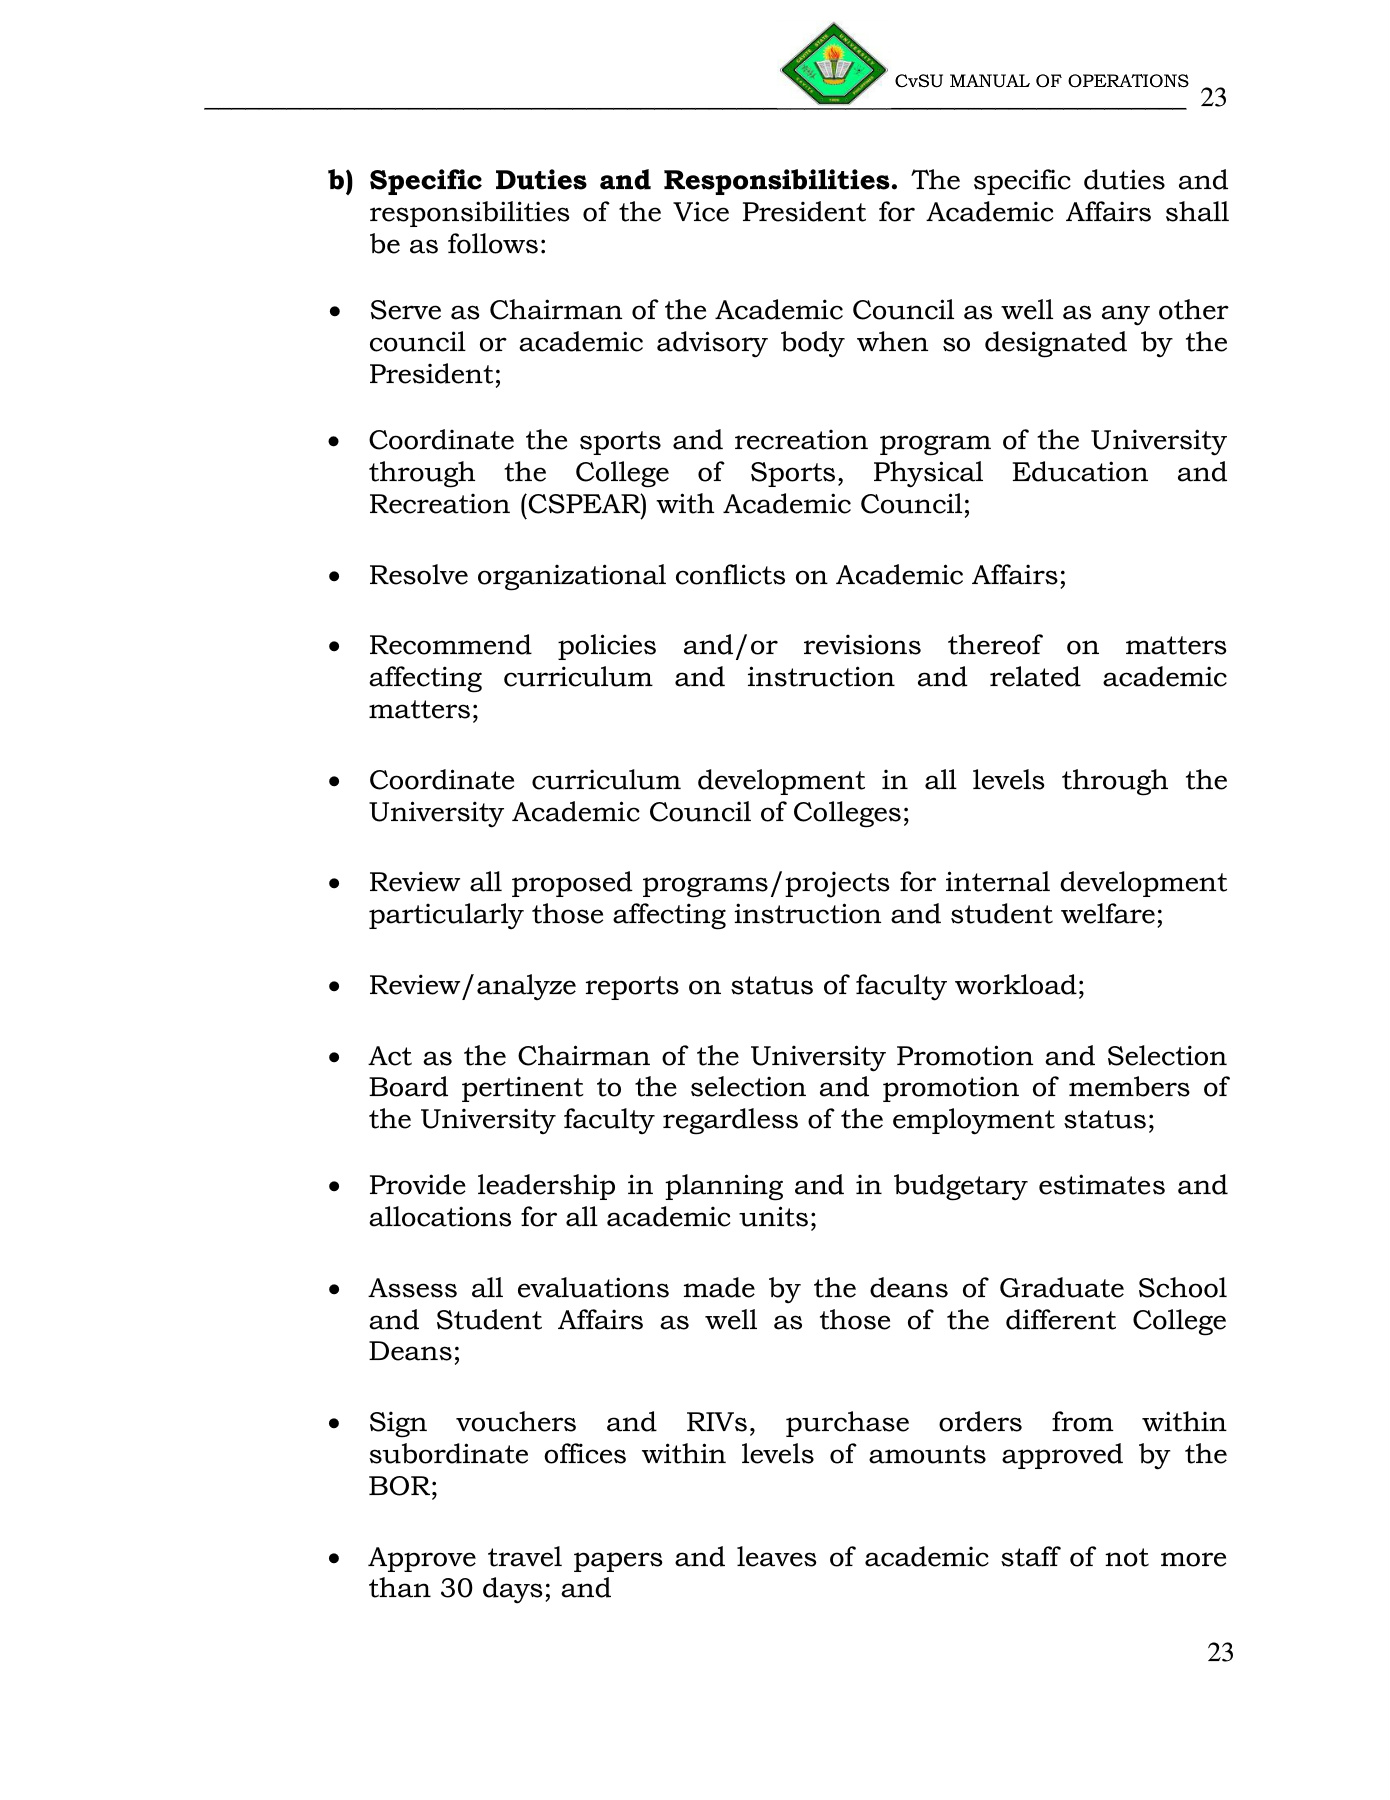 CvSU MANUAL OF OPERATIONS 23
b) Specific Duties and Responsibilities. The specific duties and
responsibilities of the Vice President for Academic Affairs shall
be as follows:
• Serve as Chairman of the Academic Council as well as any other
council or academic advisory body when so designated by the
President;
• Coordinate the sports and recreation program of the University
through the College of Sports, Physical Education and
Recreation (CSPEAR) with Academic Council;
• Resolve organizational conflicts on Academic Affairs;
• Recommend policies and/or revisions thereof on matters
affecting curriculum and instruction and related academic
matters;
• Coordinate curriculum development in all levels through the
University Academic Council of Colleges;
• Review all proposed programs/projects for internal development
particularly those affecting instruction and student welfare;
• Review/analyze reports on status of faculty workload;
• Act as the Chairman of the University Promotion and Selection
Board pertinent to the selection and promotion of members of
the University faculty regardless of the employment status;
• Provide leadership in planning and in budgetary estimates and
allocations for all academic units;
• Assess all evaluations made by the deans of Graduate School
and Student Affairs as well as those of the different College
Deans;
• Sign vouchers and RIVs, purchase orders from within
subordinate offices within levels of amounts approved by the
BOR;
• Approve travel papers and leaves of academic staff of not more
than 30 days; and
23